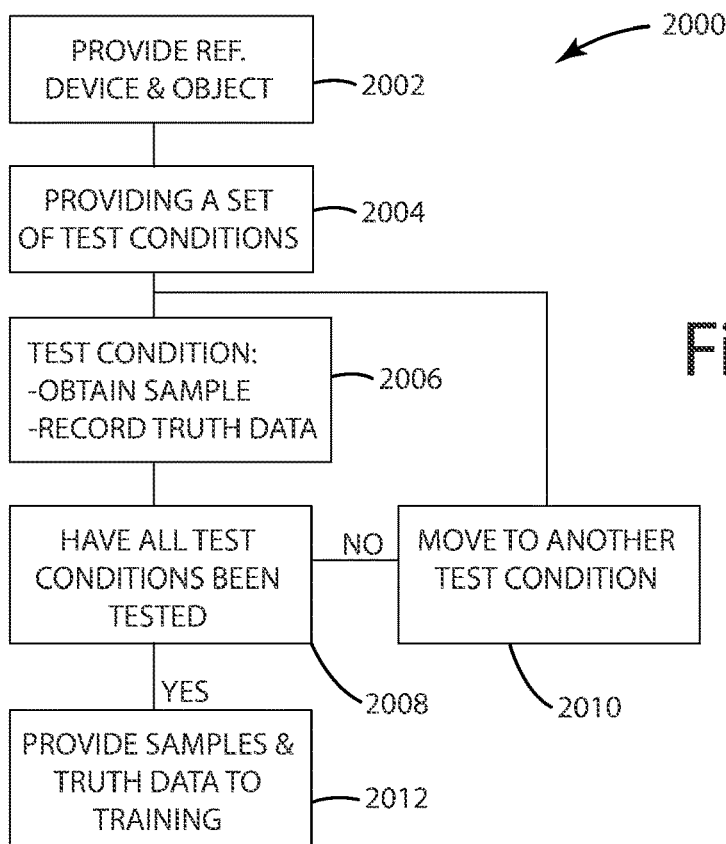 2000
PROVIDE REF.
DEVICE & OBJECT
2002
PROVIDING A SET
OF TEST CONDITIONS
2004
TEST CONDITION:
-OBTAIN SAMPLE
-RECORD TRUTH DATA
2006
HAVE ALL TEST
CONDITIONS BEEN
TESTED
2008
NO
MOVE TO ANOTHER
TEST CONDITION
2010
YES
PROVIDE SAMPLES &
TRUTH DATA TO
TRAINING
2012